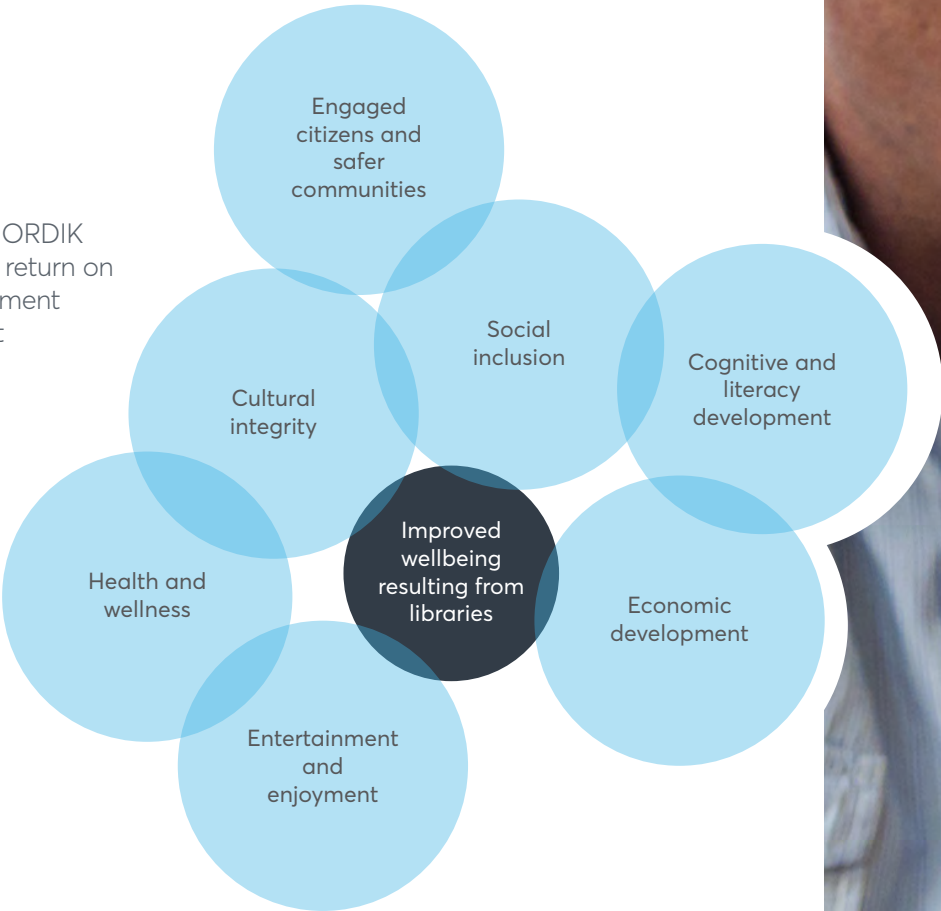 Engaged
citizens and
safer
communities
ORDIK
return on
ment
Social
inclusion
Cognitive and
literacy
development
Cultural
integrity
Improved
wellbeing
resulting from
libraries
Health and
wellness
Economic
development
Entertainment
and
enjoyment